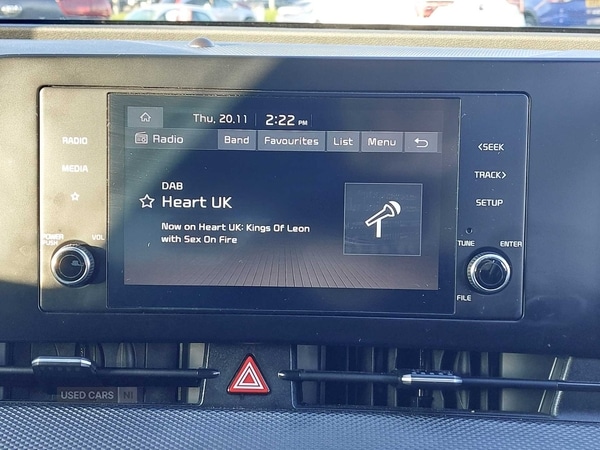 Thu, 20.11 2:22 PM
Radio Band Favourites List Menu
RADIO
MEDIA
POWER
PUSH
VOL
DAB
Heart UK
Now on Heart UK: Kings Of Leon
with Sex On Fire
<SEEK
TRACK>
SETUP
TUNE
ENTER
FILE
USED CARS NI